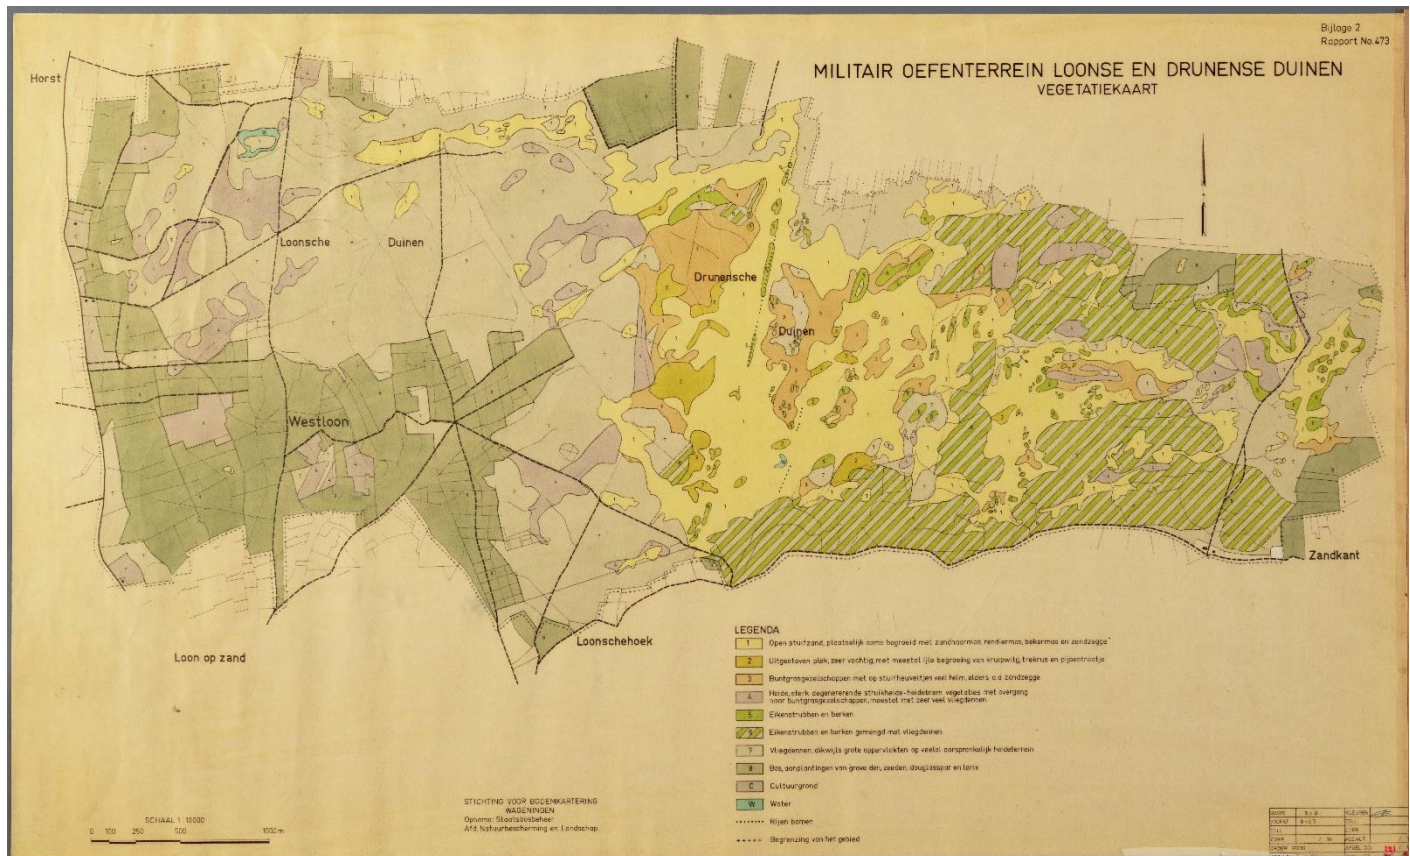 Bijlage 2
Rapport No. 473
MILITAIR OEFENTERREIN LOONSE EN DRUNENSE DUINEN
VEGETATIEKAART
Horst
Loonsche - Duinen
Drunensche
Duinen
Westloon
Zandkant
Loonschehoek
Loon op zand
LEGENDA
1 Open stuifzand, plaatselijk soms begroeid met zandhaarmos, rendiermos, bekermos en zandzegge
2 Uitgestoven plek, zeer vochtig, met meestal ijle begroeiing van kruipwilg, trekrus en pijpestrootje
3 Buntgrasgezelschappen met op stuifheuveltjes veel helm, elders o.a. zandzegge
4 Heide, sterk degenererende struikheide-heidebrem vegetaties met overgang
naar buntgrasgezelschappen, meestal met zeer veel vliegdennen
5 Eikenstrubben en berken
6 Eikenstrubben en berken gemengd met vliegdennen
7 Vliegdennen, dikwijls grote oppervlakten op veelal oorspronkelijk heideterrein
8 Bos, aanplantingen van grove den, zeeden, douglasspar en larix
C Cultuurgrond
W Water
Rijen bomen
Begrenzing van het gebied
STICHTING VOOR BODEMKARTERING
WAGENINGEN
Opname: Staatsbosbeheer
Afd. Natuurbescherming en Landschap
SCHAAL 1:10000
0 100 250 500 1000 m